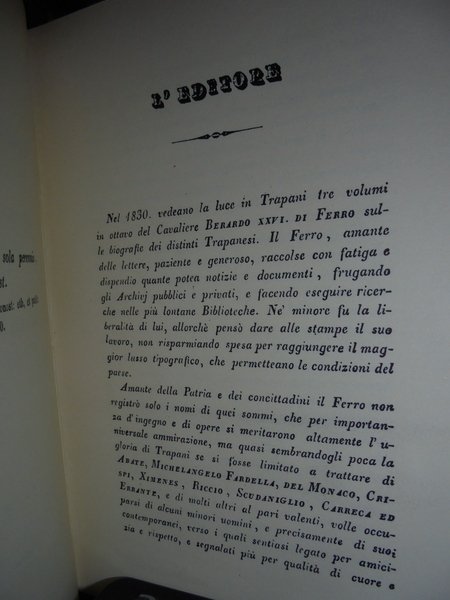 L' EDITORE
Nel 1830. vedeano la luce in Trapani tre volumi
in ottavo del Cavaliere BERARDO XXVI. DI FERRO sul-
le biografie dei distinti Trapanesi. Il Ferro, amante
delle lettere, paziente e generoso, raccolse con fatiga e
dispendio quante potea notizie e documenti, frugando
gli Archivj pubblici e privati, e facendo eseguire ricer-
che nelle più lontane Biblioteche. Ne' minore fu la li-
beralità di lui, allorchè pensò dare alle stampe il suo
lavoro, non risparmiando spesa per raggiungere il mag-
gior lusso tipografico, che permetteano le condizioni del
paese.
Amante della Patria e dei concittadini il Ferro non
registrò solo i nomi di quei sommi, che per importan-
za d'ingegno e di opere si meritarono altamente l'u-
niversale ammirazione, ma quasi sembrandogli poca la
gloria di Trapani se si fosse limitato a trattare di
ABATE, MICHELANGELO FARDELLA, DEL MONACO, CRI-
SPI, XIMENES, RICCIO, SCUDANIGLIO, CARRECA ED
ERRANTE, e di molti altri al pari valenti, volle occu-
parsi di alcuni minori uomini, e precisamente di suoi
contemporanei, verso i quali sentiasi legato per amici-
zia e rispetto, e segnalati più per qualità di cuore e
sola permis
st.
0.